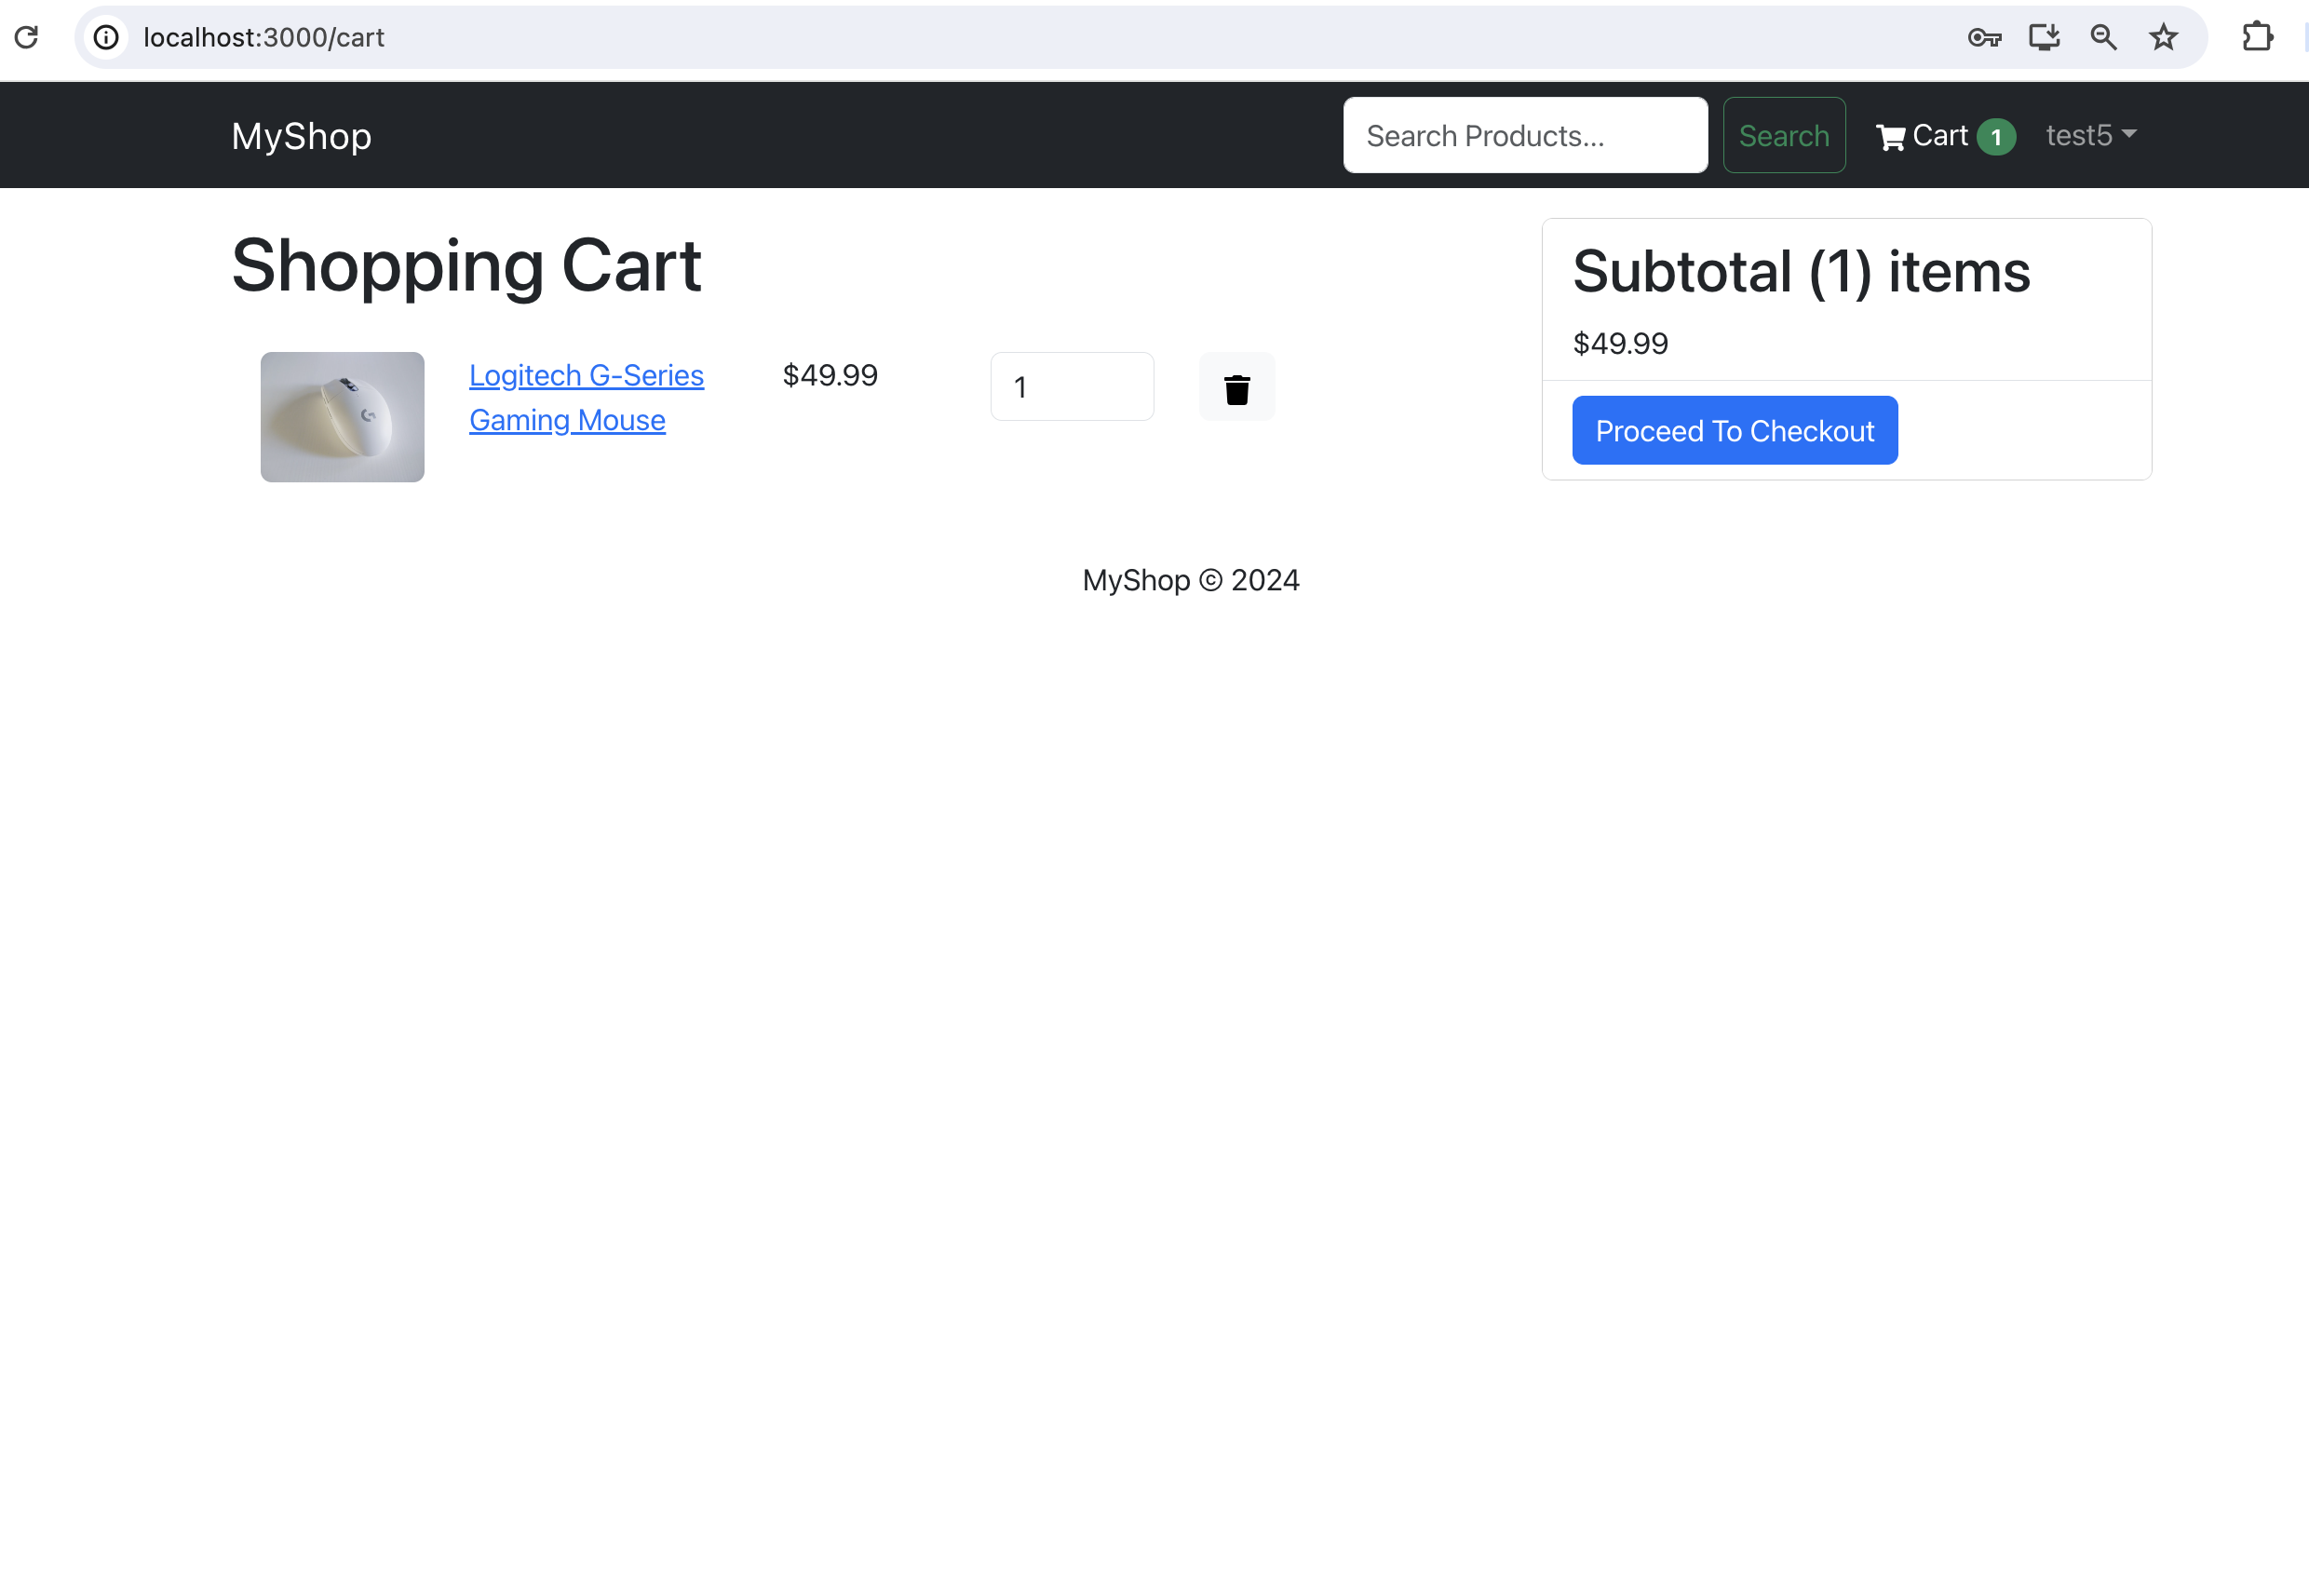 localhost:3000/cart
MyShop
Search Products...
Search
Cart 1
test5
Shopping Cart
Logitech G-Series
Gaming Mouse
$49.99
1
Subtotal (1) items
$49.99
Proceed To Checkout
MyShop © 2024